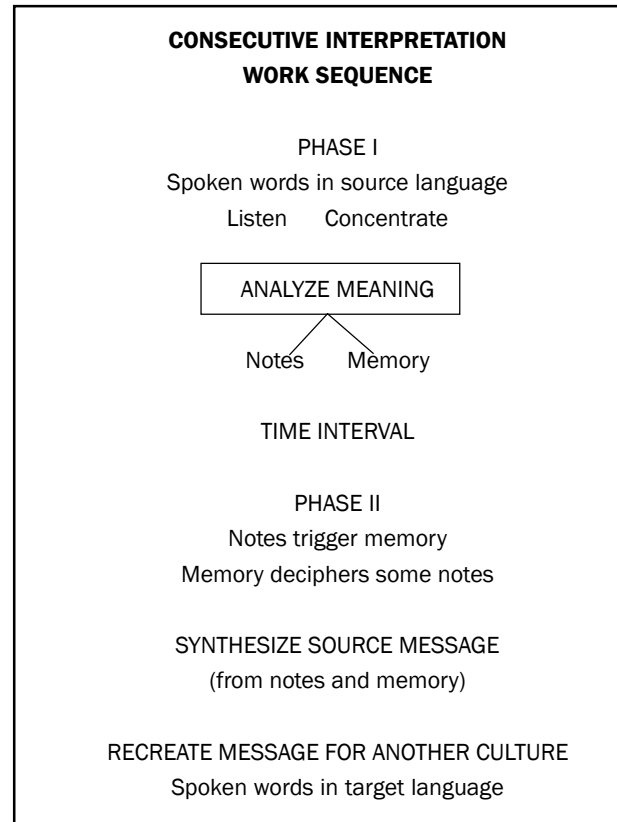 CONSECUTIVE INTERPRETATION
WORK SEQUENCE
PHASE I
Spoken words in source language
Listen Concentrate
ANALYZE MEANING
Notes Memory
TIME INTERVAL
PHASE II
Notes trigger memory
Memory deciphers some notes
SYNTHESIZE SOURCE MESSAGE
(from notes and memory)
RECREATE MESSAGE FOR ANOTHER CULTURE
Spoken words in target language